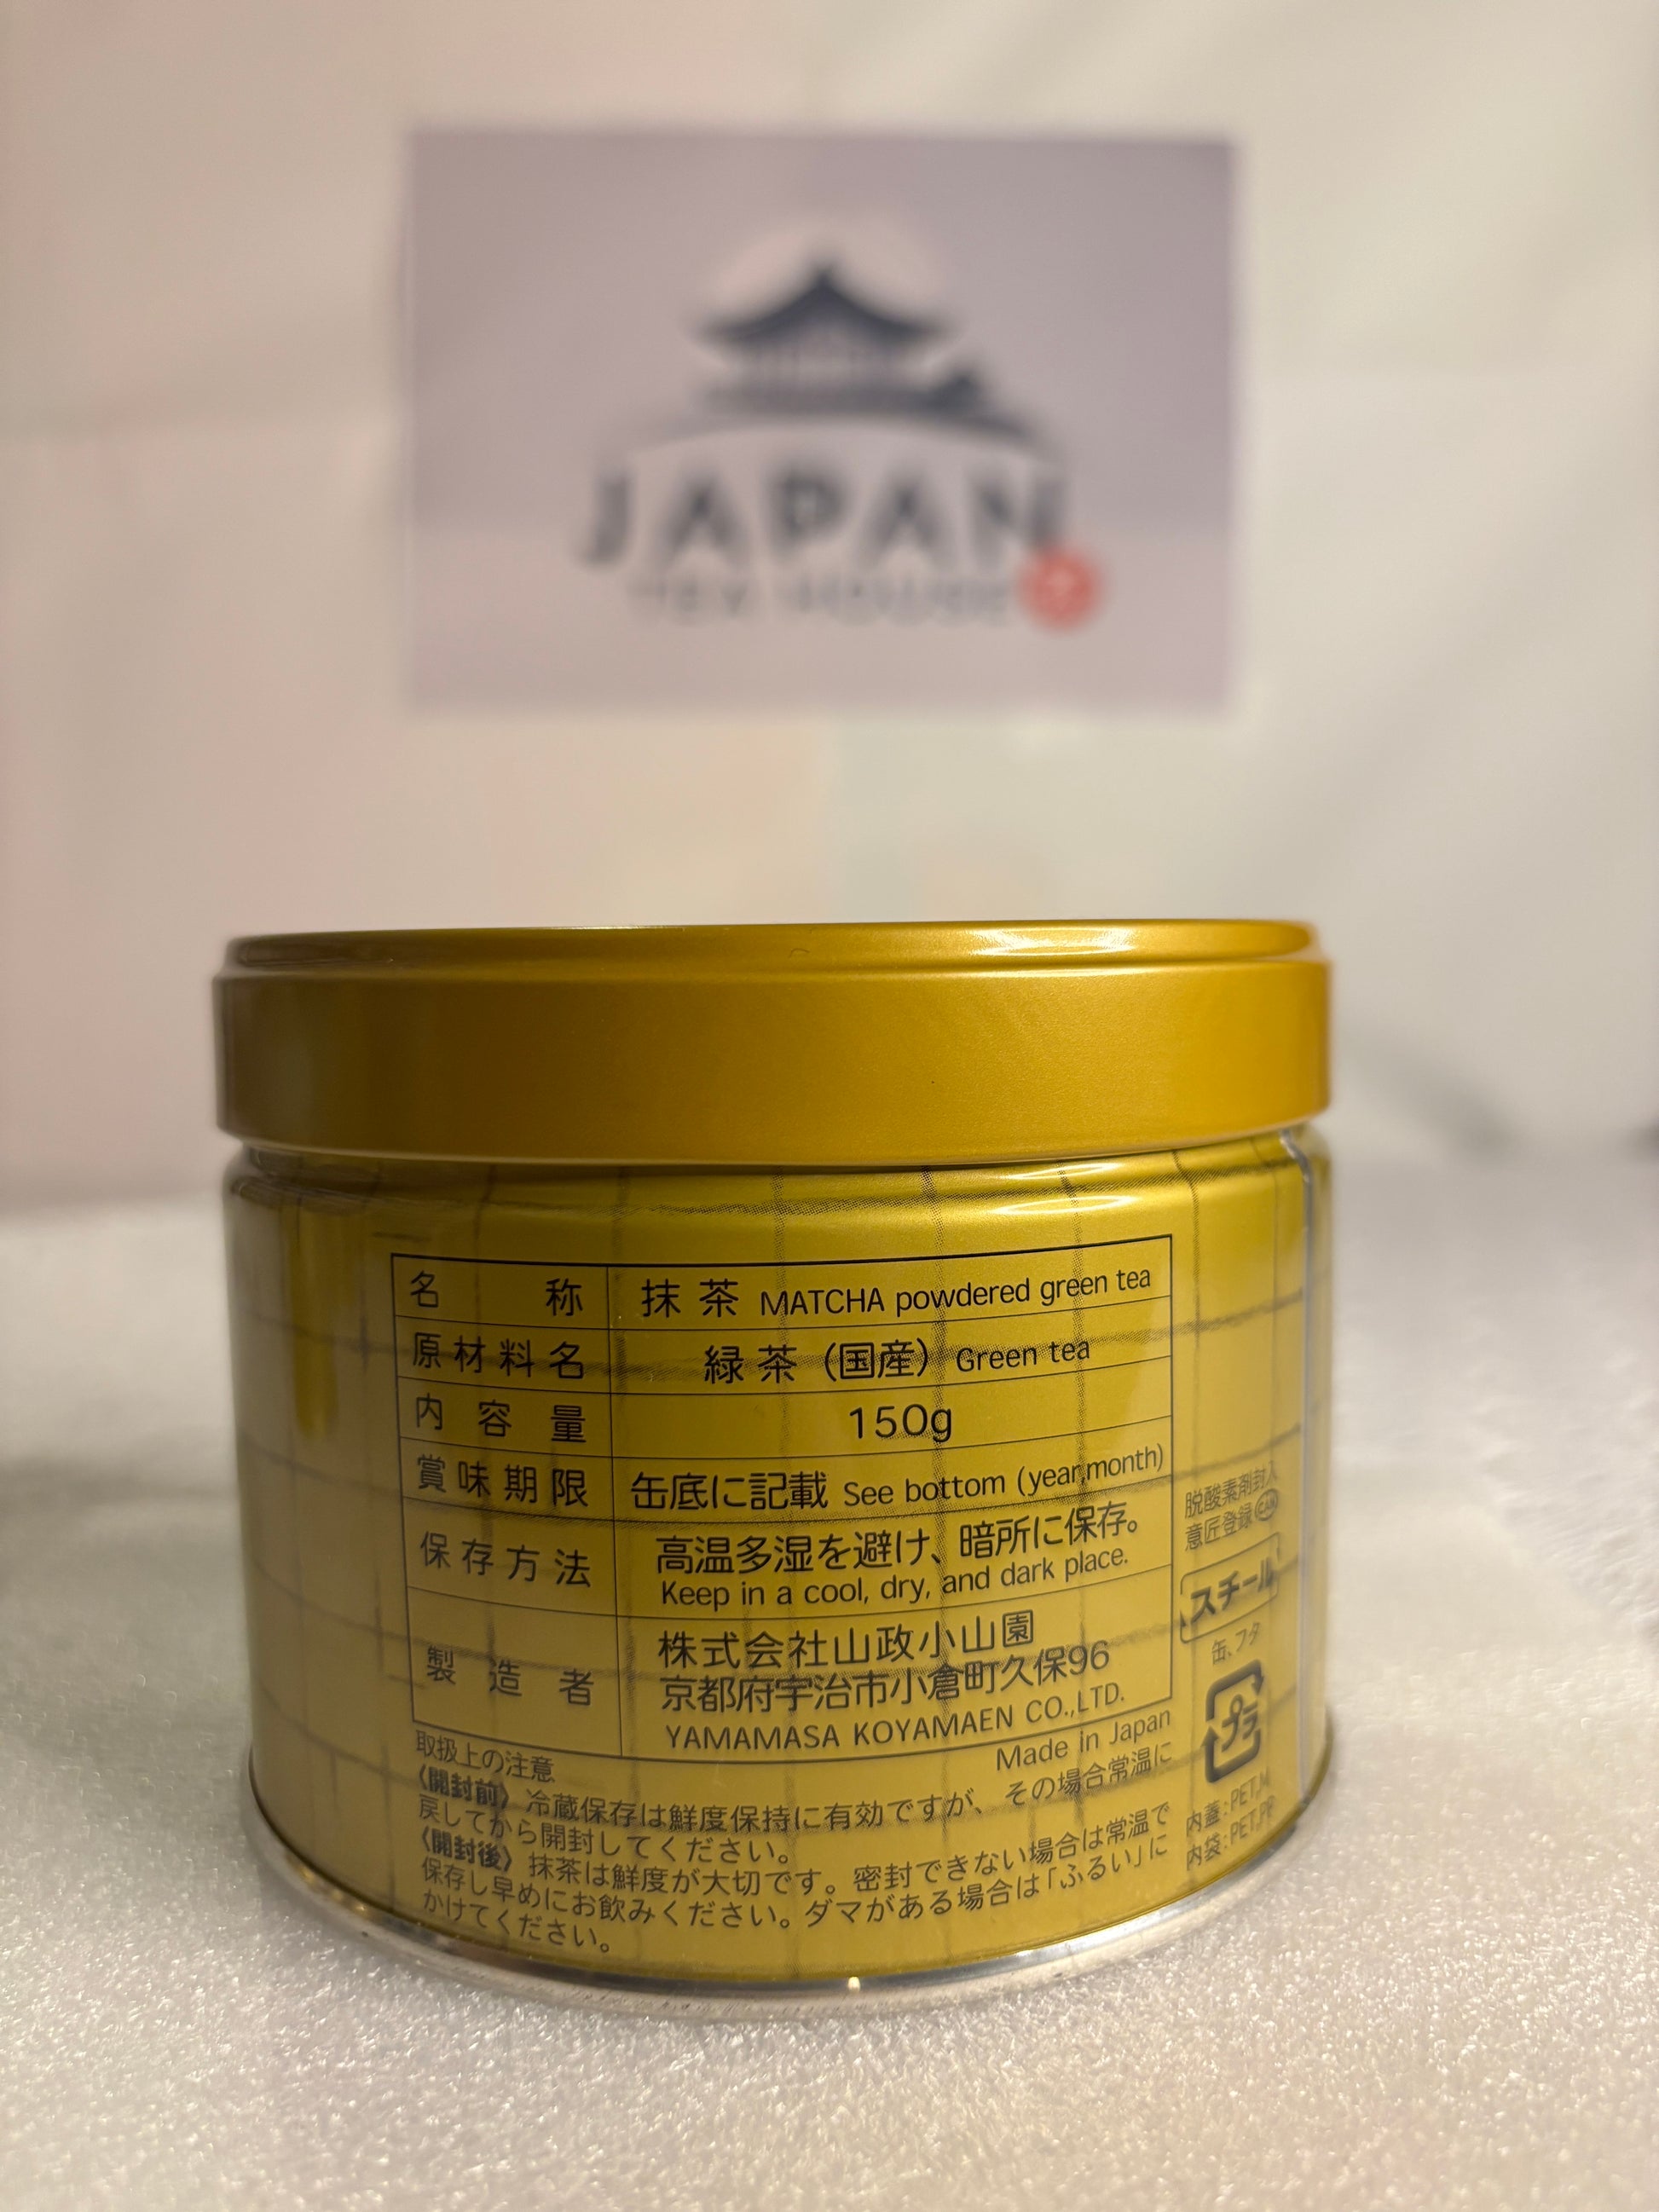 JAPAN
TEA HOUSE
名称 抹茶 MATCHA powdered green tea
原材料名 緑茶（国産）Green tea
内容量 150g
賞味期限 缶底に記載 See bottom (year,month)
保存方法 高温多湿を避け、暗所に保存。
Keep in a cool, dry, and dark place.
製造者 株式会社山政小山園
京都府宇治市小倉町久保96
YAMAMASA KOYAMAEN CO.,LTD.
Made in Japan
取扱上の注意
〈開封前〉冷蔵保存は鮮度保持に有効ですが、その場合常温に
戻してから開封してください。
〈開封後〉抹茶は鮮度が大切です。密封できない場合は常温で
保存し早めにお飲みください。ダマがある場合は「ふるい」に
かけてください。
脱酸素剤封入
意匠登録
スチール
缶、フタ
プラ
内蓋：PET,M
内袋：PET,PP